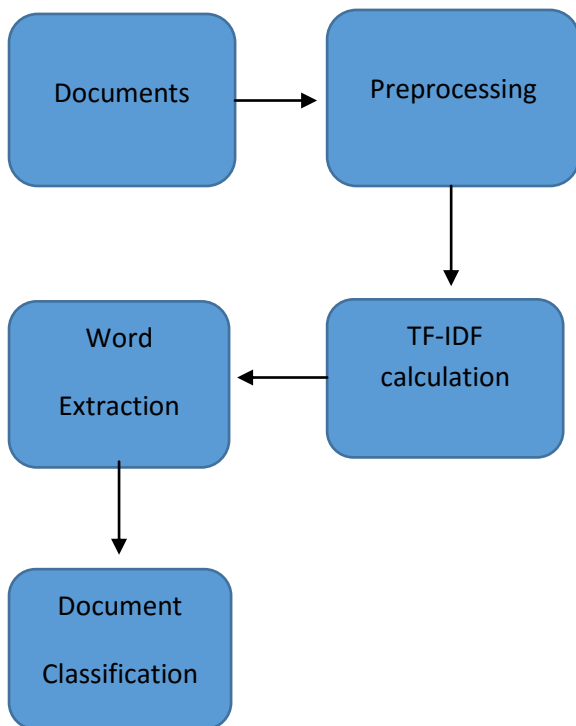 Documents
Preprocessing
TF-IDF
calculation
Word
Extraction
Document
Classification